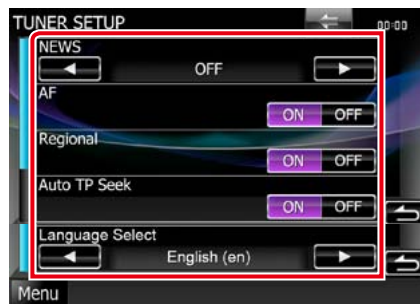 TUNER SETUP
00:00
NEWS
OFF
AF
ON OFF
Regional
ON OFF
Auto TP Seek
ON OFF
Language Select
English (en)
Menu